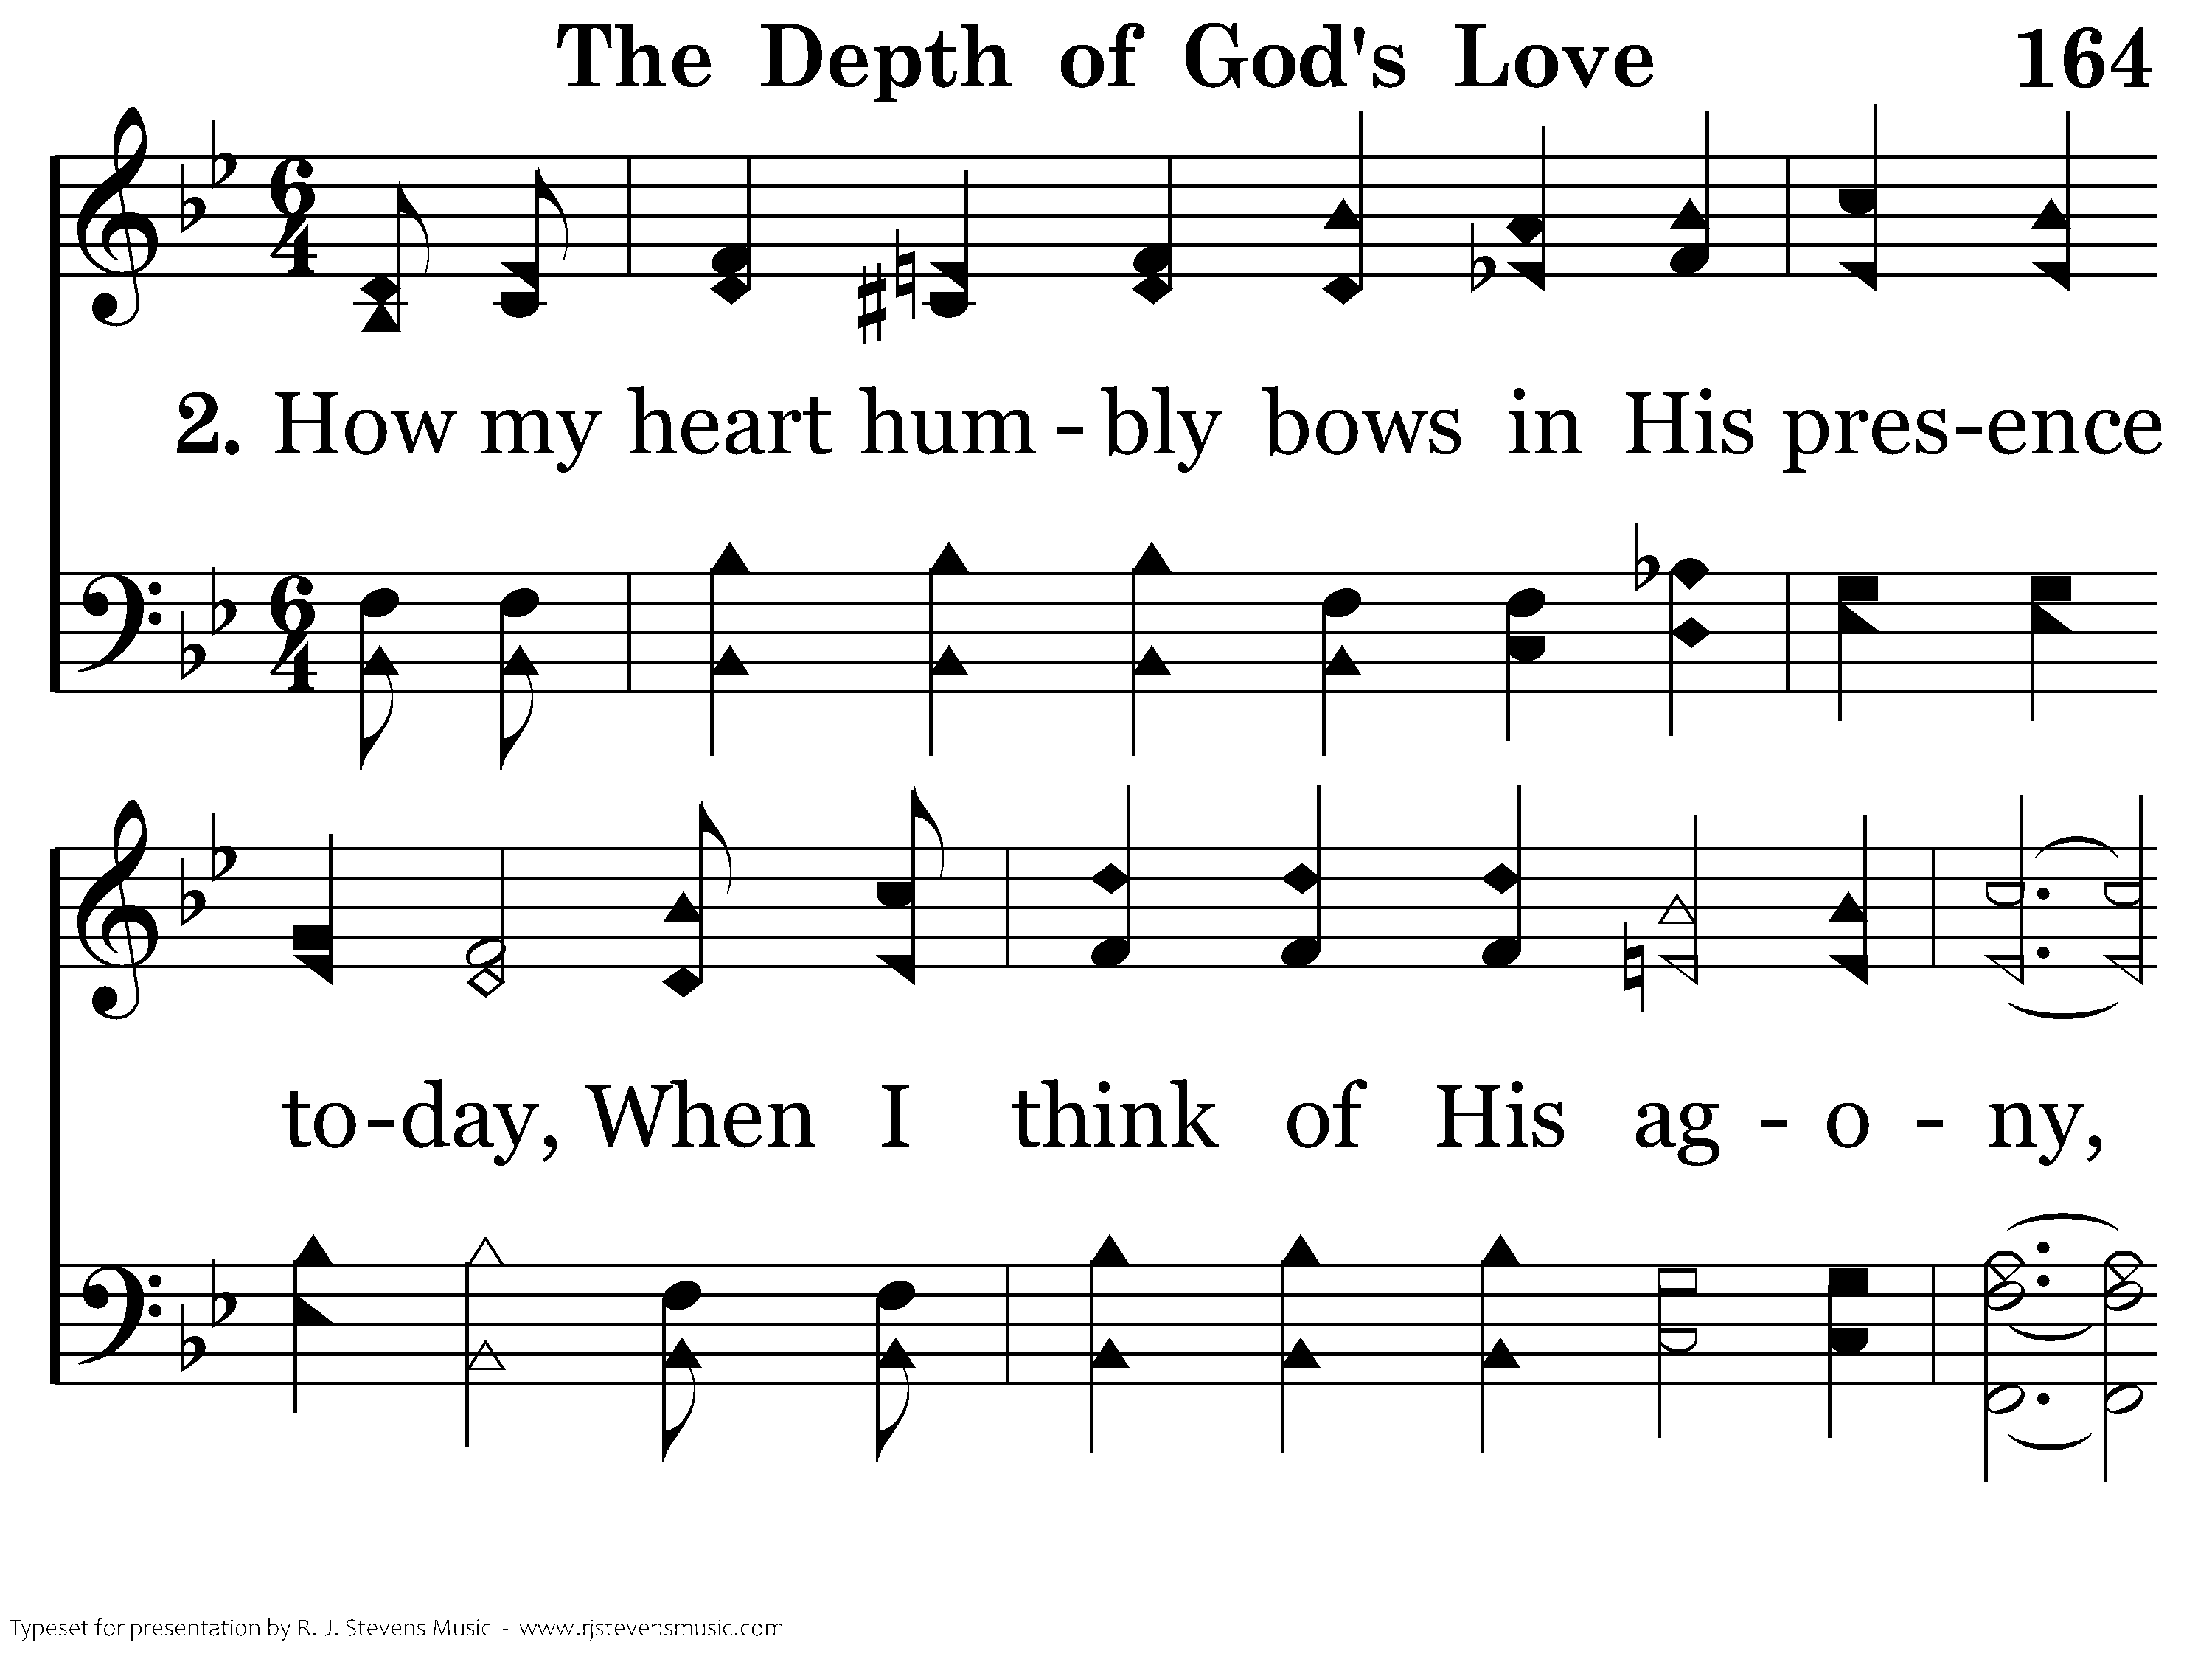 The Depth of God's Love 164
2. How my heart hum - bly bows in His pres-ence
to-day, When I think of His ag - o - ny,
Typeset for presentation by R. J. Stevens Music - www.rjstevensmusic.com